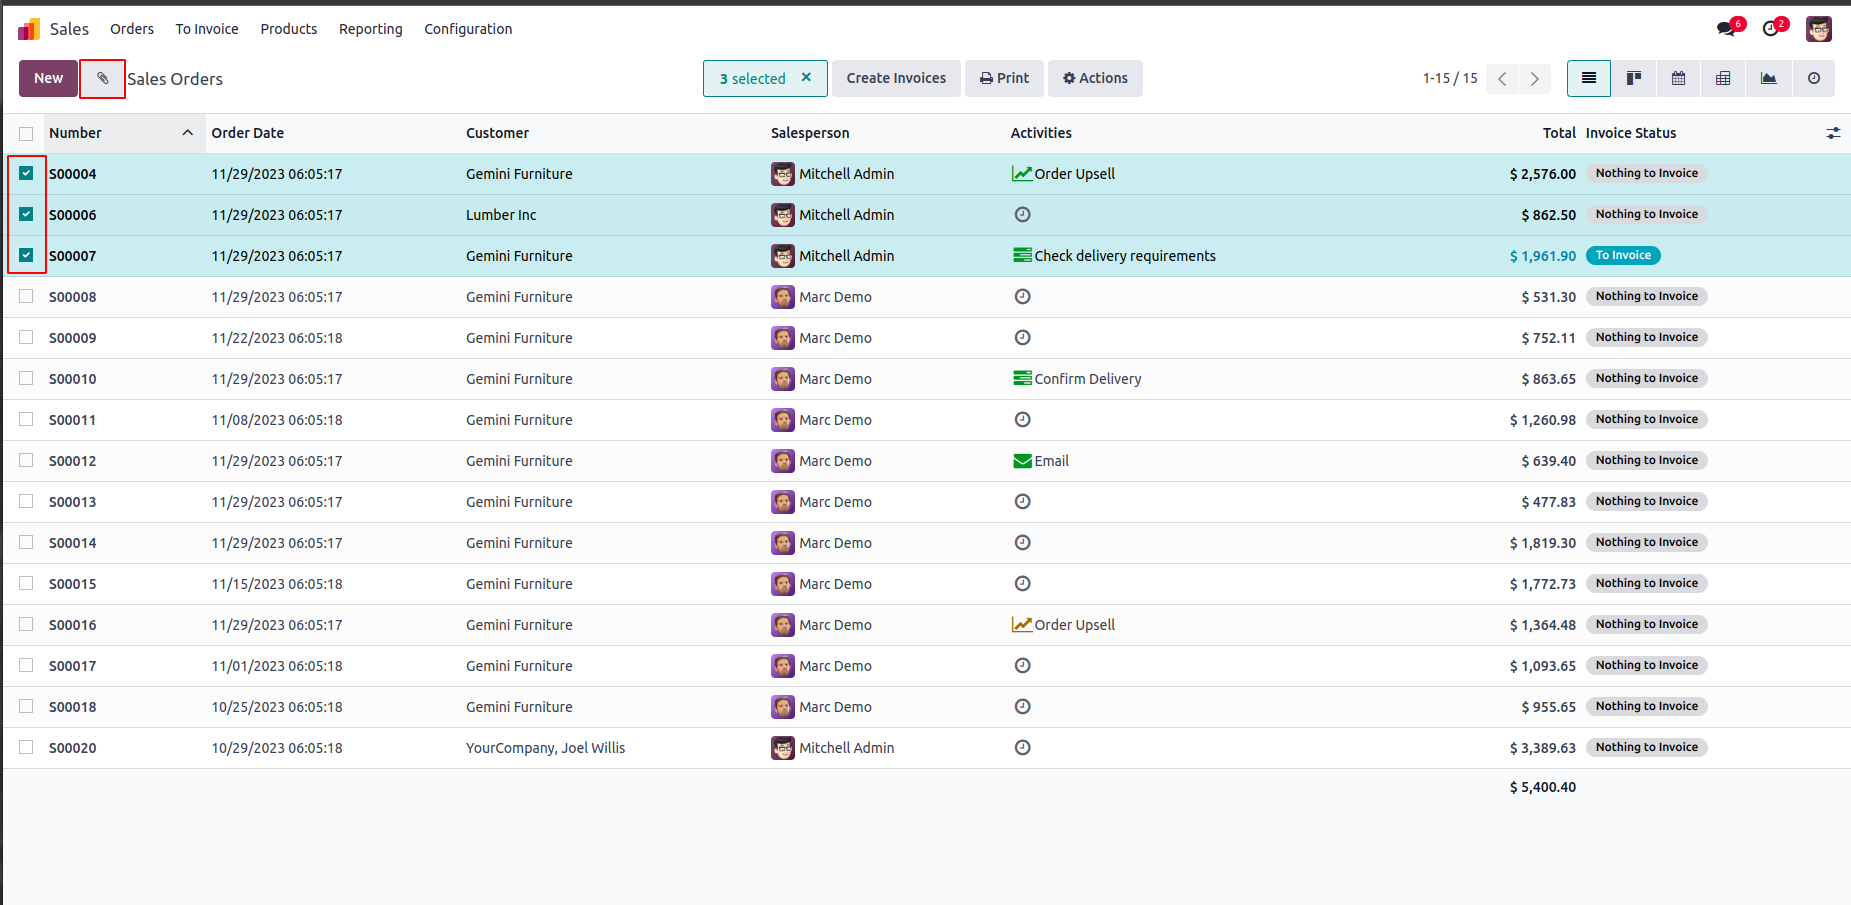 Sales Orders To Invoice Products Reporting Configuration 6 2
New Sales Orders 3 selected × Create Invoices Print Actions 1-15 / 15
Number Order Date Customer Salesperson Activities Total Invoice Status
S00004 11/29/2023 06:05:17 Gemini Furniture Mitchell Admin Order Upsell $ 2,576.00 Nothing to Invoice
S00006 11/29/2023 06:05:17 Lumber Inc Mitchell Admin $ 862.50 Nothing to Invoice
S00007 11/29/2023 06:05:17 Gemini Furniture Mitchell Admin Check delivery requirements $ 1,961.90 To Invoice
S00008 11/29/2023 06:05:17 Gemini Furniture Marc Demo $ 531.30 Nothing to Invoice
S00009 11/22/2023 06:05:18 Gemini Furniture Marc Demo $ 752.11 Nothing to Invoice
S00010 11/29/2023 06:05:17 Gemini Furniture Marc Demo Confirm Delivery $ 863.65 Nothing to Invoice
S00011 11/08/2023 06:05:18 Gemini Furniture Marc Demo $ 1,260.98 Nothing to Invoice
S00012 11/29/2023 06:05:17 Gemini Furniture Marc Demo Email $ 639.40 Nothing to Invoice
S00013 11/29/2023 06:05:17 Gemini Furniture Marc Demo $ 477.83 Nothing to Invoice
S00014 11/29/2023 06:05:17 Gemini Furniture Marc Demo $ 1,819.30 Nothing to Invoice
S00015 11/15/2023 06:05:18 Gemini Furniture Marc Demo $ 1,772.73 Nothing to Invoice
S00016 11/29/2023 06:05:17 Gemini Furniture Marc Demo Order Upsell $ 1,364.48 Nothing to Invoice
S00017 11/01/2023 06:05:18 Gemini Furniture Marc Demo $ 1,093.65 Nothing to Invoice
S00018 10/25/2023 06:05:18 Gemini Furniture Marc Demo $ 955.65 Nothing to Invoice
S00020 10/29/2023 06:05:18 YourCompany, Joel Willis Mitchell Admin $ 3,389.63 Nothing to Invoice
$ 5,400.40